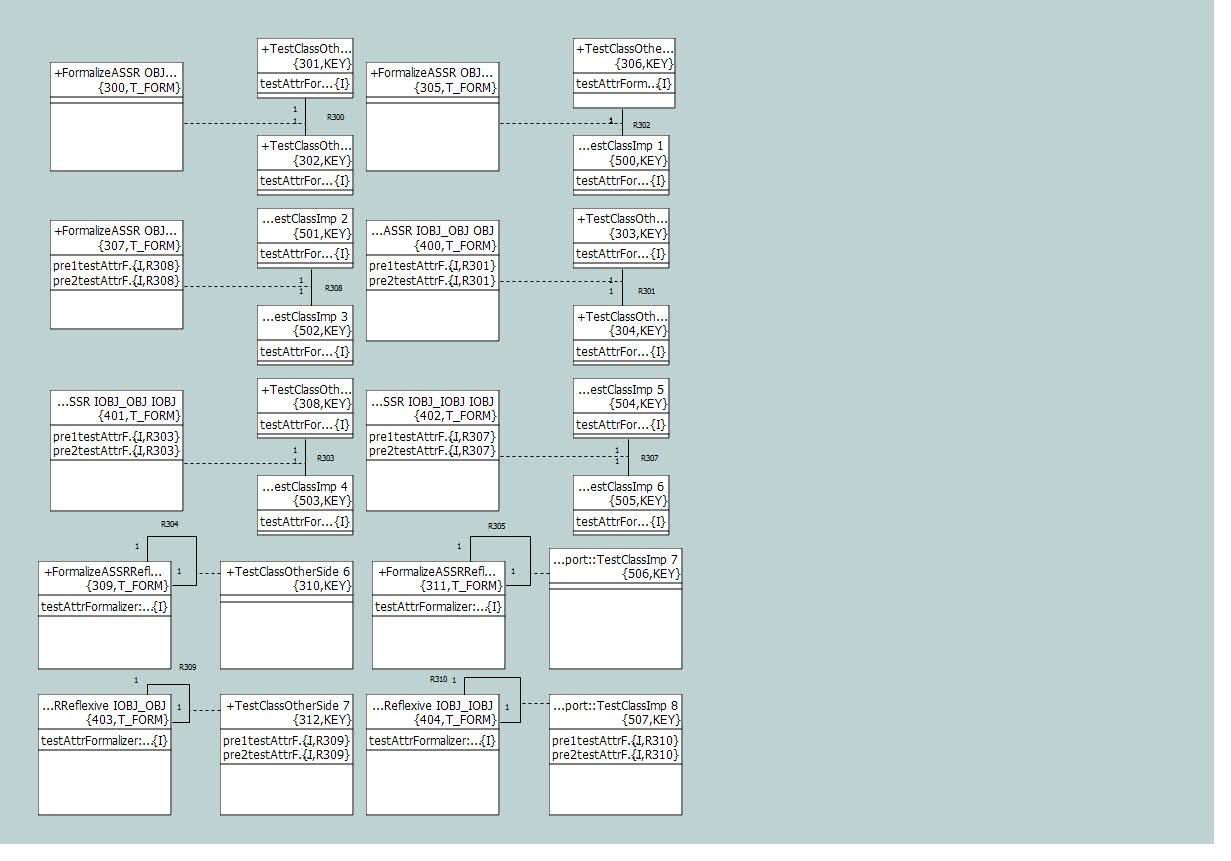 +FormalizeASSR OBJ...
{300,T_FORM}
+TestClassOth...
{301,KEY}
testAttrFor...{I}
1
1
R300
+TestClassOth...
{302,KEY}
testAttrFor...{I}
+FormalizeASSR OBJ...
{305,T_FORM}
+TestClassOthe...
{306,KEY}
testAttrForm...{I}
1
R302
...estClassImp 1
{500,KEY}
testAttrFor...{I}
+FormalizeASSR OBJ...
{307,T_FORM}
pre1testAttrF.{I,R308}
pre2testAttrF.{I,R308}
...estClassImp 2
{501,KEY}
testAttrFor...{I}
1
1
R308
...estClassImp 3
{502,KEY}
testAttrFor...{I}
...ASSR IOBJ_OBJ OBJ
{400,T_FORM}
pre1testAttrF.{I,R301}
pre2testAttrF.{I,R301}
+TestClassOth...
{303,KEY}
testAttrFor...{I}
1
1
R301
+TestClassOth...
{304,KEY}
testAttrFor...{I}
...SSR IOBJ_OBJ IOBJ
{401,T_FORM}
pre1testAttrF.{I,R303}
pre2testAttrF.{I,R303}
+TestClassOth...
{308,KEY}
testAttrFor...{I}
1
1
R303
...estClassImp 4
{503,KEY}
testAttrFor...{I}
...SSR IOBJ_IOBJ IOBJ
{402,T_FORM}
pre1testAttrF.{I,R307}
pre2testAttrF.{I,R307}
...estClassImp 5
{504,KEY}
testAttrFor...{I}
1
1
R307
...estClassImp 6
{505,KEY}
testAttrFor...{I}
R304
1
1
+FormalizeASSRRefl...
{309,T_FORM}
testAttrFormalizer:...{I}
+TestClassOtherSide 6
{310,KEY}
R305
1
1
+FormalizeASSRRefl...
{311,T_FORM}
testAttrFormalizer:...{I}
...port::TestClassImp 7
{506,KEY}
R309
1
1
...RReflexive IOBJ_OBJ
{403,T_FORM}
testAttrFormalizer:...{I}
+TestClassOtherSide 7
{312,KEY}
pre1testAttrF.{I,R309}
pre2testAttrF.{I,R309}
R310
1
1
...Reflexive IOBJ_IOBJ
{404,T_FORM}
testAttrFormalizer:...{I}
...port::TestClassImp 8
{507,KEY}
pre1testAttrF.{I,R310}
pre2testAttrF.{I,R310}